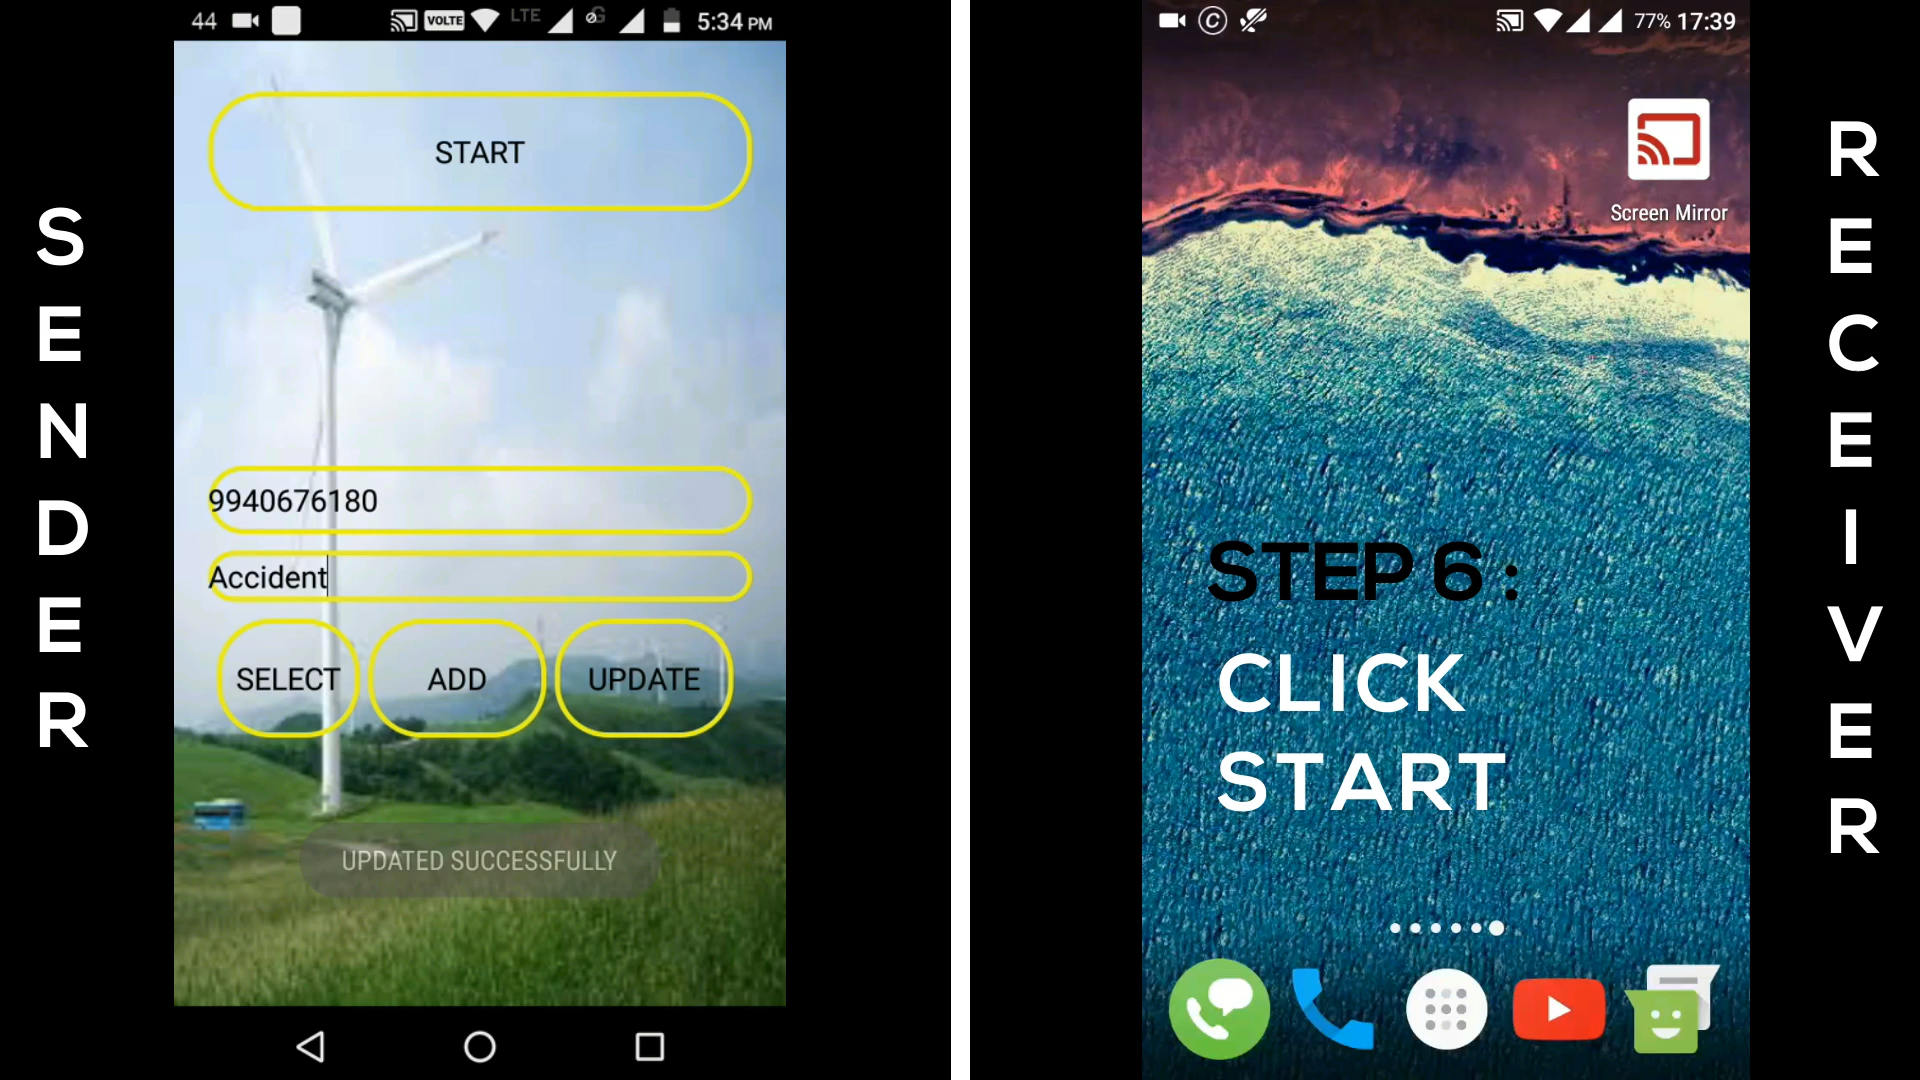 SENDER
44 VOLTE LTE G 5:34 PM
START
9940676180
Accident
SELECT ADD UPDATE
UPDATED SUCCESSFULLY
C 77% 17:39
Screen Mirror
STEP 6 :
CLICK
START
RECEIVER